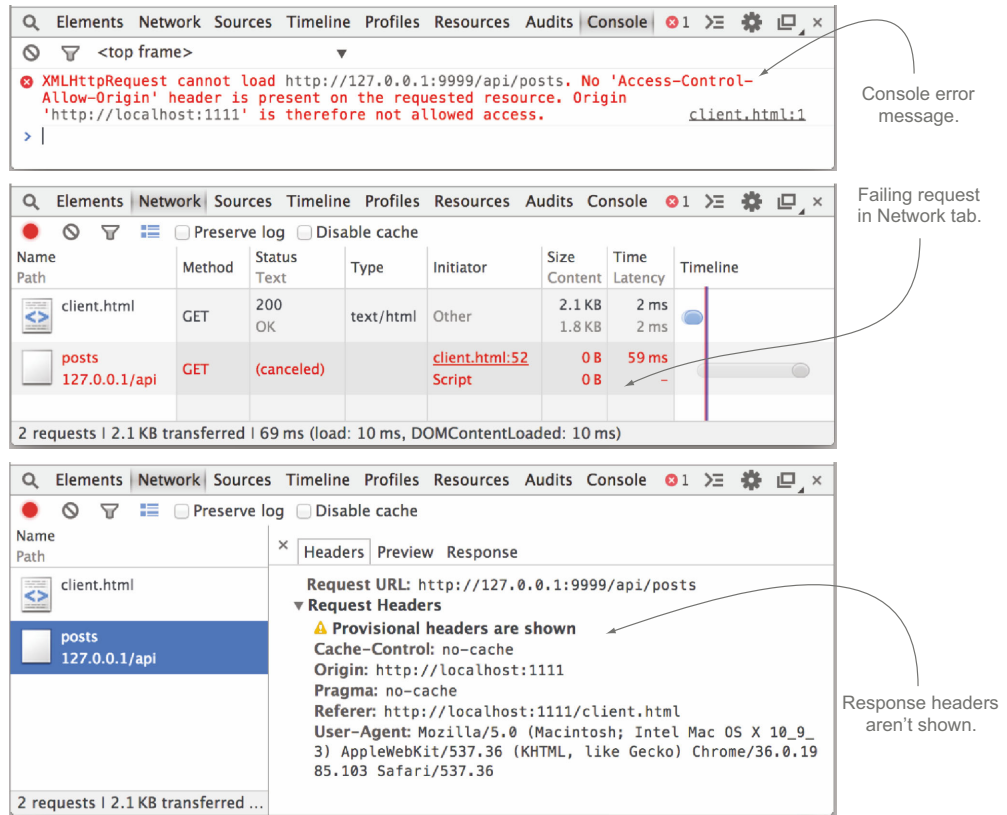 Elements Network Sources Timeline Profiles Resources Audits Console 1
<top frame>
XMLHttpRequest cannot load http://127.0.0.1:9999/api/posts. No 'Access-Control-
Allow-Origin' header is present on the requested resource. Origin
'http://localhost:1111' is therefore not allowed access. client.html:1
>
Console error
message.
Elements Network Sources Timeline Profiles Resources Audits Console 1
Preserve log Disable cache
Name Method Status Type Initiator Size Time Timeline
Path Text Content Latency
client.html GET 200 text/html Other 2.1 KB 2 ms
OK 1.8 KB 2 ms
posts GET (canceled) client.html:52 0 B 59 ms
127.0.0.1/api Script 0 B –
2 requests | 2.1 KB transferred | 69 ms (load: 10 ms, DOMContentLoaded: 10 ms)
Failing request
in Network tab.
Elements Network Sources Timeline Profiles Resources Audits Console 1
Preserve log Disable cache
Name
Path
client.html
posts
127.0.0.1/api
2 requests | 2.1 KB transferred ...
× Headers Preview Response
Request URL: http://127.0.0.1:9999/api/posts
Request Headers
Provisional headers are shown
Cache-Control: no-cache
Origin: http://localhost:1111
Pragma: no-cache
Referer: http://localhost:1111/client.html
User-Agent: Mozilla/5.0 (Macintosh; Intel Mac OS X 10_9_
3) AppleWebKit/537.36 (KHTML, like Gecko) Chrome/36.0.19
85.103 Safari/537.36
Response headers
aren't shown.